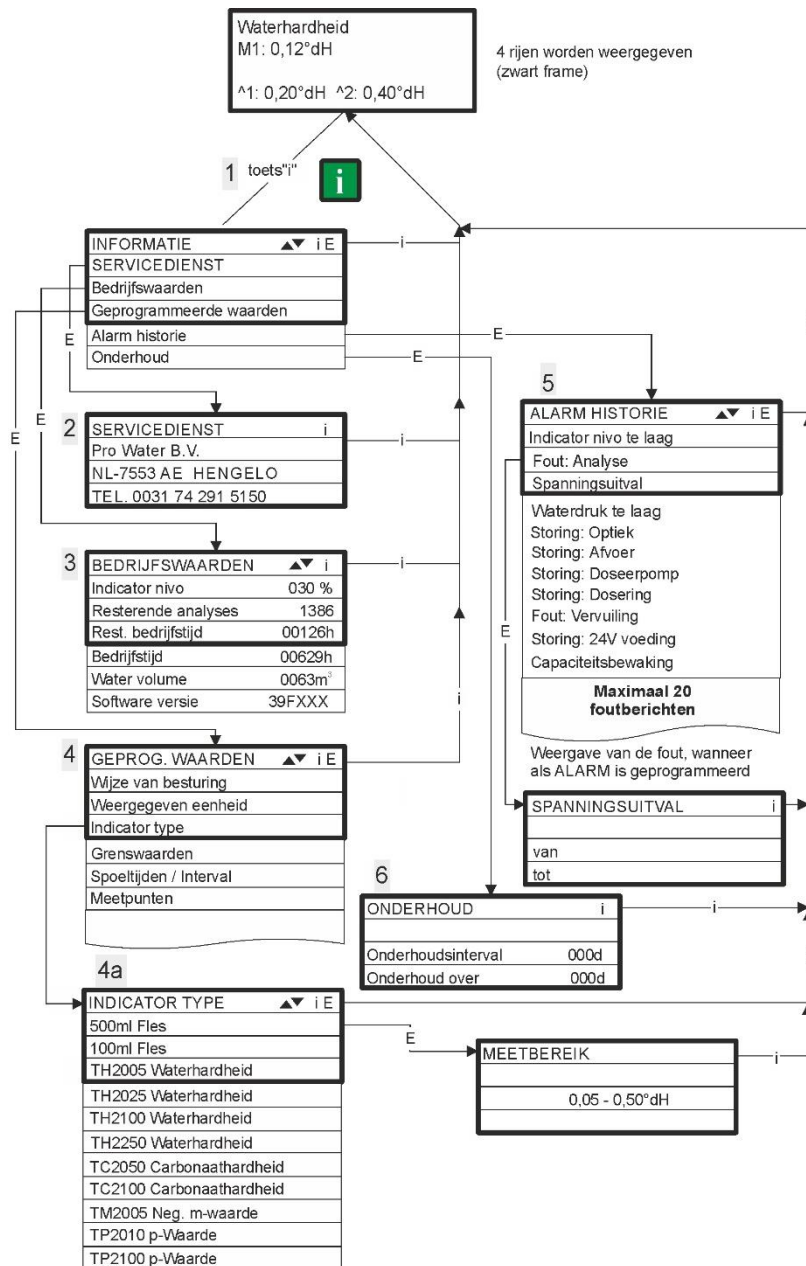 Waterhardheid
M1: 0,12°dH
^1: 0,20°dH ^2: 0,40°dH
4 rijen worden weergegeven
(zwart frame)
1 toets"i"
i
INFORMATIE ▲▼ i E
SERVICEDIENST
Bedrijfswaarden
Geprogrammeerde waarden
Alarm historie
Onderhoud
i
E
E
E
E
E
2
SERVICEDIENST i
Pro Water B.V.
NL-7553 AE HENGELO
TEL. 0031 74 291 5150
i
3
BEDRIJFSWAARDEN ▲▼ i
Indicator nivo 030 %
Resterende analyses 1386
Rest. bedrijfstijd 00126h
Bedrijfstijd 00629h
Water volume 0063m³
Software versie 39FXXX
i
4
GEPROG. WAARDEN ▲▼ i E
Wijze van besturing
Weergegeven eenheid
Indicator type
Grenswaarden
Spoeltijden / Interval
Meetpunten
i
4a
INDICATOR TYPE ▲▼ i E
500ml Fles
100ml Fles
TH2005 Waterhardheid
TH2025 Waterhardheid
TH2100 Waterhardheid
TH2250 Waterhardheid
TC2050 Carbonaathardheid
TC2100 Carbonaathardheid
TM2005 Neg. m-waarde
TP2010 p-Waarde
TP2100 p-Waarde
E
MEETBEREIK
0,05 - 0,50°dH
i
5
ALARM HISTORIE ▲▼ i E
Indicator nivo te laag
Fout: Analyse
Spanningsuitval
Waterdruk te laag
Storing: Optiek
Storing: Afvoer
Storing: Doseerpomp
Storing: Dosering
Fout: Vervuiling
Storing: 24V voeding
Capaciteitsbewaking
Maximaal 20
foutberichten
E
Weergave van de fout, wanneer
als ALARM is geprogrammeerd
SPANNINGSUITVAL i
van
tot
6
ONDERHOUD i
Onderhoudsinterval 000d
Onderhoud over 000d
i